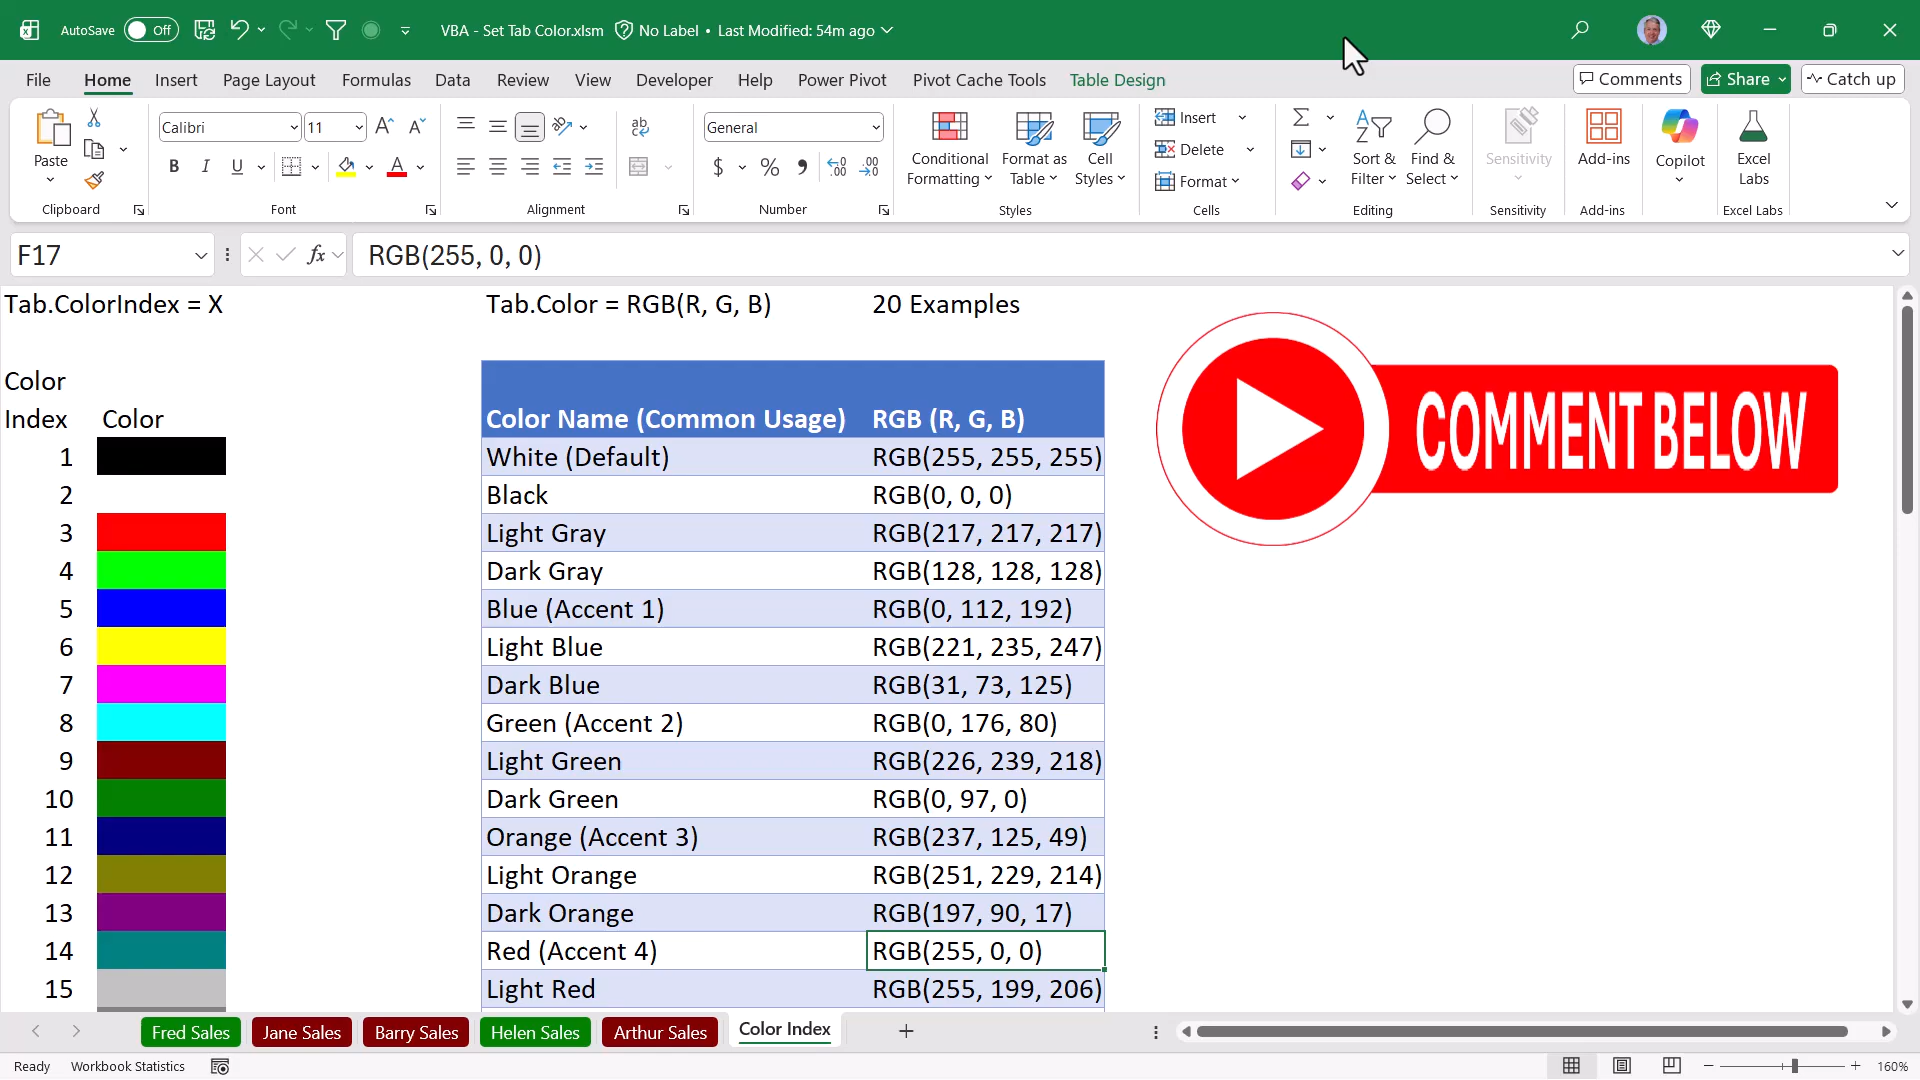 AutoSave Off VBA - Set Tab Color.xlsm No Label • Last Modified: 54m ago
File Home Insert Page Layout Formulas Data Review View Developer Help Power Pivot Pivot Cache Tools Table Design Comments Share Catch up
Paste
Calibri 11
B I U A
ab
General
$ % 9 .00
Conditional Formatting
Format as Table
Cell Styles
Insert
Delete
Format
Sort & Filter
Find & Select
Sensitivity
Add-ins
Copilot
Excel Labs
Clipboard Font Alignment Number Styles Cells Editing Sensitivity Add-ins Excel Labs
F17 fx RGB(255, 0, 0)
Tab.ColorIndex = X Tab.Color = RGB(R, G, B) 20 Examples
Color
Index Color Color Name (Common Usage) RGB (R, G, B)
1 White (Default) RGB(255, 255, 255)
2 Black RGB(0, 0, 0)
3 Light Gray RGB(217, 217, 217)
4 Dark Gray RGB(128, 128, 128)
5 Blue (Accent 1) RGB(0, 112, 192)
6 Light Blue RGB(221, 235, 247)
7 Dark Blue RGB(31, 73, 125)
8 Green (Accent 2) RGB(0, 176, 80)
9 Light Green RGB(226, 239, 218)
10 Dark Green RGB(0, 97, 0)
11 Orange (Accent 3) RGB(237, 125, 49)
12 Light Orange RGB(251, 229, 214)
13 Dark Orange RGB(197, 90, 17)
14 Red (Accent 4) RGB(255, 0, 0)
15 Light Red RGB(255, 199, 206)
COMMENT BELOW
Fred Sales Jane Sales Barry Sales Helen Sales Arthur Sales Color Index
Ready Workbook Statistics 160%